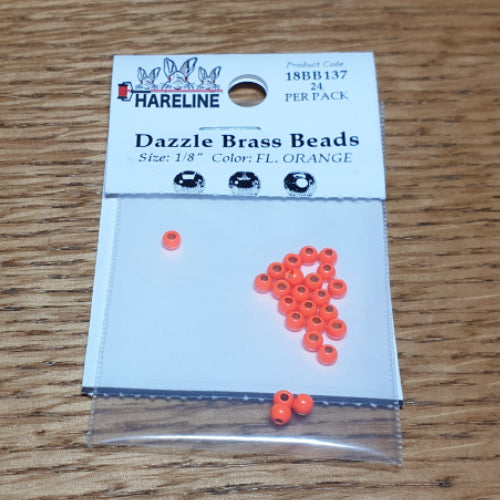 HARELINE
Product Code
18BB137
24
PER PACK
Dazzle Brass Beads
Size: 1/8" Color: FL. ORANGE